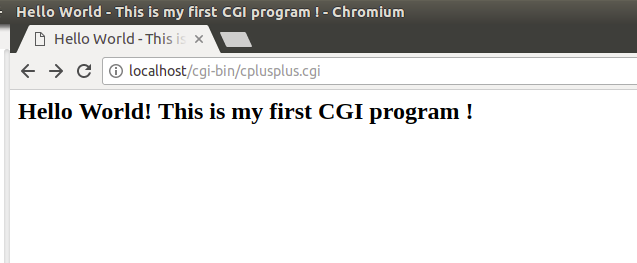 Hello World - This is my first CGI program ! - Chromium
Hello World - This is
localhost/cgi-bin/cplusplus.cgi
Hello World! This is my first CGI program !